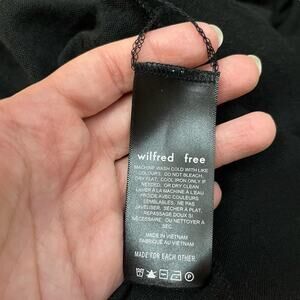 wilfred free
MACHINE WASH COLD WITH LIKE
COLOURS. DO NOT BLEACH.
DRY FLAT. COOL IRON ONLY IF
NEEDED. OR DRY CLEAN
LAVER À LA MACHINE À L'EAU
FROIDE AVEC COULEURS
SEMBLABLES. NE PAS
JAVELISER. SÉCHER À PLAT.
REPASSAGE DOUX SI
NÉCESSAIRE. OU NETTOYER À
SEC.
MADE IN VIETNAM
FABRIQUÉ AU VIETNAM
MADE FOR EACH OTHER.